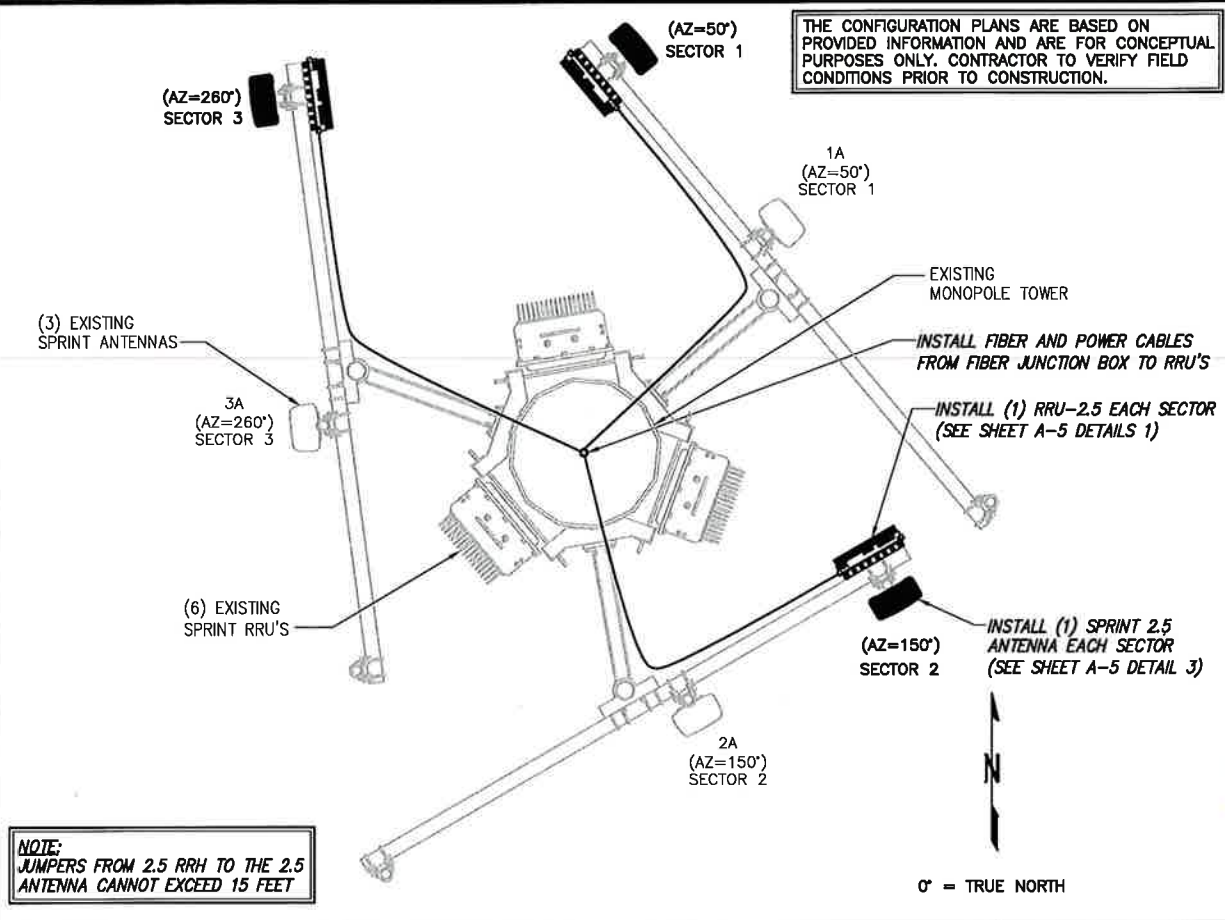 (AZ=50°)
SECTOR 1
THE CONFIGURATION PLANS ARE BASED ON
PROVIDED INFORMATION AND ARE FOR CONCEPTUAL
PURPOSES ONLY. CONTRACTOR TO VERIFY FIELD
CONDITIONS PRIOR TO CONSTRUCTION.
(AZ=260°)
SECTOR 3
1A
(AZ=50°)
SECTOR 1
EXISTING
MONOPOLE TOWER
(3) EXISTING
SPRINT ANTENNAS
INSTALL FIBER AND POWER CABLES
FROM FIBER JUNCTION BOX TO RRU'S
3A
(AZ=260°)
SECTOR 3
INSTALL (1) RRU-2.5 EACH SECTOR
(SEE SHEET A-5 DETAILS 1)
(6) EXISTING
SPRINT RRU'S
(AZ=150°)
SECTOR 2
INSTALL (1) SPRINT 2.5
ANTENNA EACH SECTOR
(SEE SHEET A-5 DETAIL 3)
2A
(AZ=150°)
SECTOR 2
N
NOTE:
JUMPERS FROM 2.5 RRH TO THE 2.5
ANTENNA CANNOT EXCEED 15 FEET
0° = TRUE NORTH